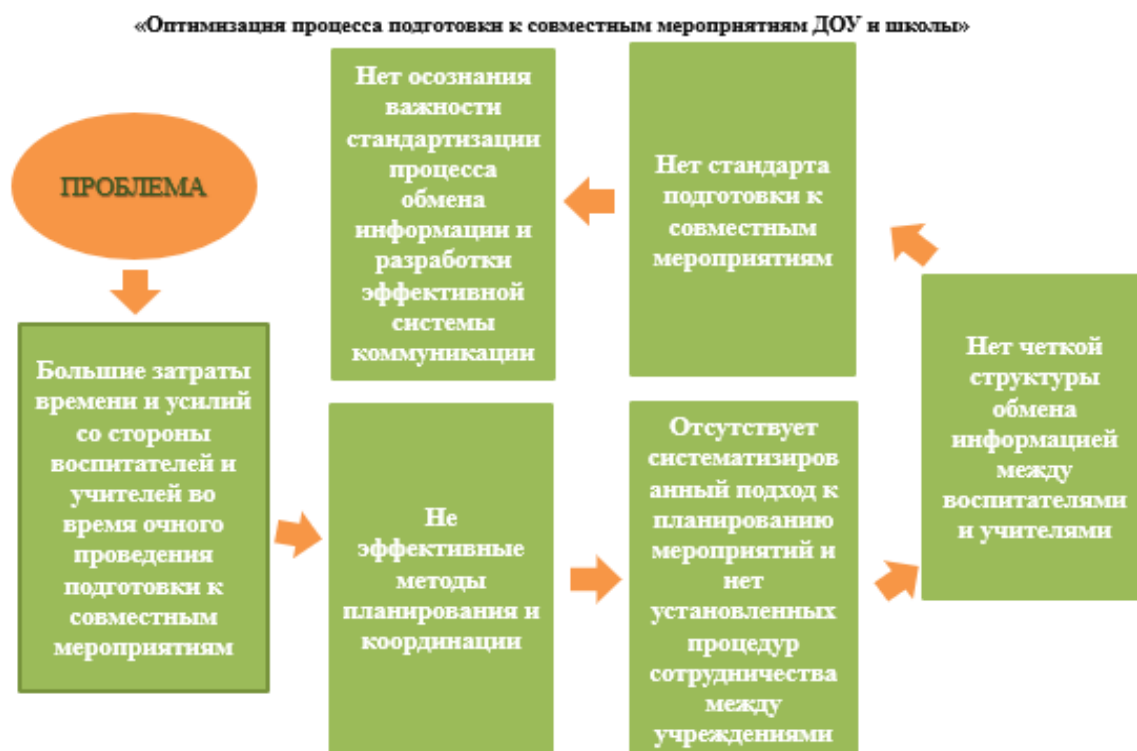 «Оптимизация процесса подготовки к совместным мероприятиям ДОУ и школы»
ПРОБЛЕМА
Большие затраты
времени и усилий
со стороны
воспитателей и
учителей во
время очного
проведения
подготовки к
совместным
мероприятиям
Не
эффективные
методы
планирования и
координации
Отсутствует
систематизиров
анный подход к
планированию
мероприятий и
нет
установленных
процедур
сотрудничества
между
учреждениями
Нет четкой
структуры
обмена
информацией
между
воспитателями
и учителями
Нет стандарта
подготовки к
совместным
мероприятиям
Нет осознания
важности
стандартизации
процесса
обмена
информации и
разработки
эффективной
системы
коммуникации